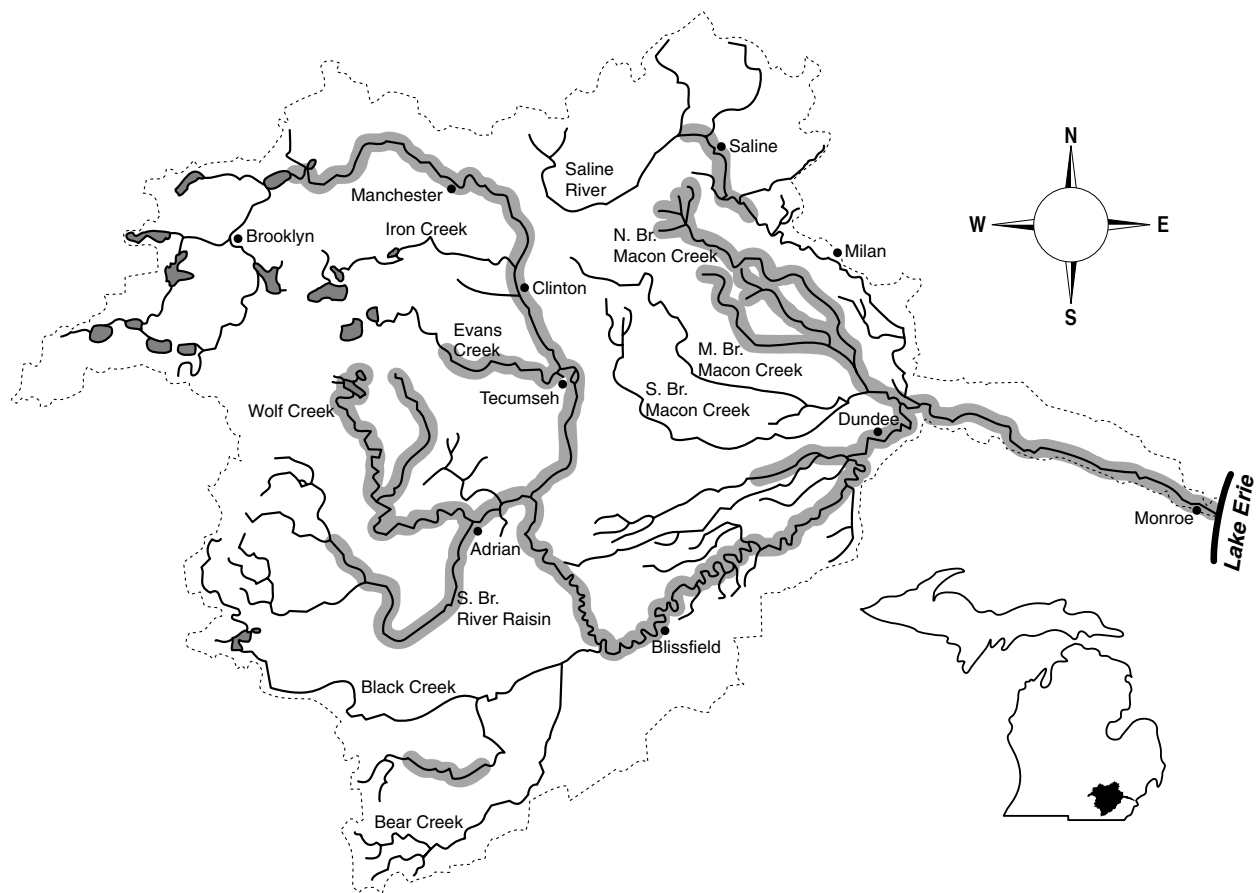 N
Saline
Saline
River
Manchester
W
E
Iron Creek
N. Br.
Macon Creek
Brooklyn
Milan
Clinton
S
Evans
Creek
M. Br.
Macon Creek
Tecumseh
S. Br.
Macon Creek
Wolf Creek
Dundee
Lake Erie
Monroe
Adrian
S. Br.
River Raisin
Blissfield
Black Creek
Bear Creek